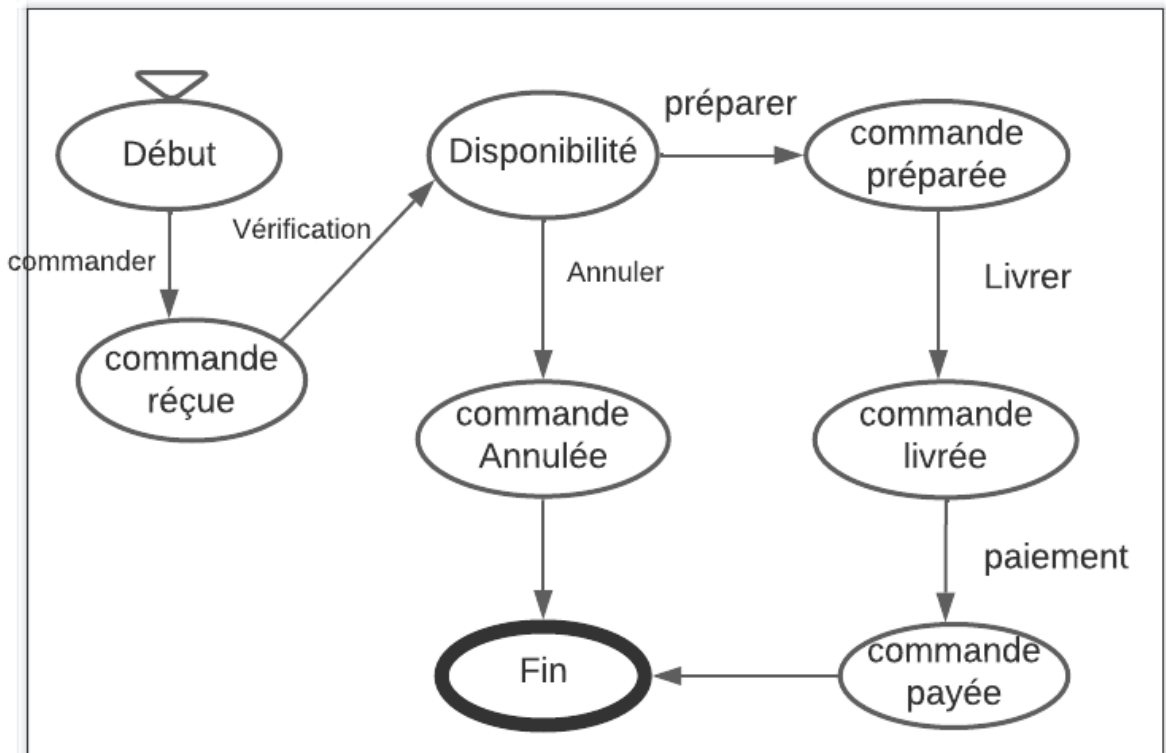 Début
commander
commande
réçue
Vérification
Disponibilité
préparer
commande
préparée
Annuler
commande
Annulée
Livrer
commande
livrée
paiement
commande
payée
Fin